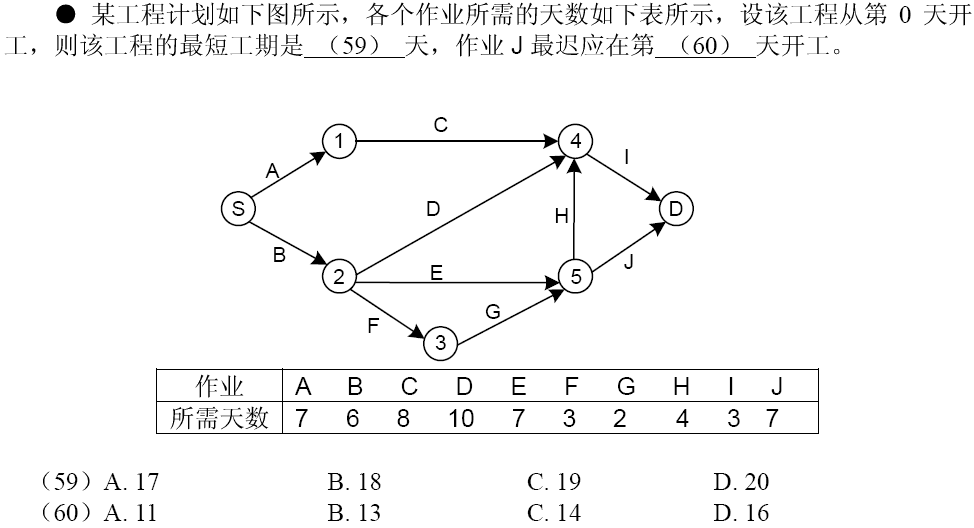 ● 某工程计划如下图所示，各个作业所需的天数如下表所示，设该工程从第 0 天开
工，则该工程的最短工期是 （59） 天，作业 J 最迟应在第 （60） 天开工。
C
1
4
A
I
S
D
H
D
B
E
J
2
5
F
G
3
作业 A B C D E F G H I J
所需天数 7 6 8 10 7 3 2 4 3 7
（59）A. 17 B. 18 C. 19 D. 20
（60）A. 11 B. 13 C. 14 D. 16